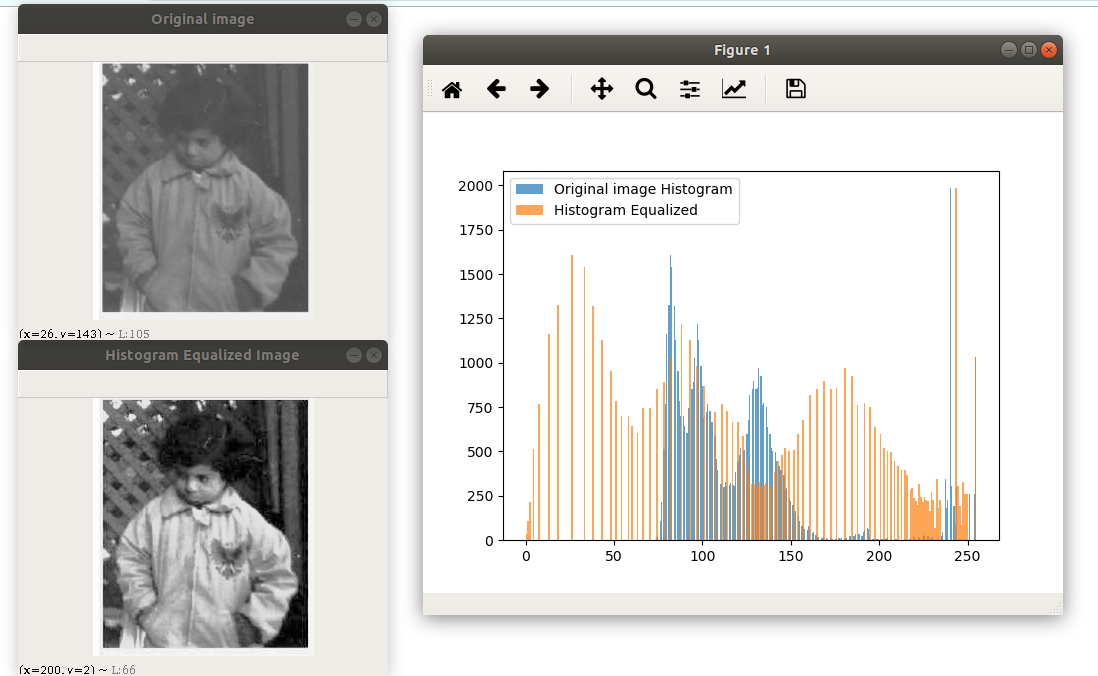 Original image
(x=26, y=143) ~ L:105
Histogram Equalized Image
(x=200, y=2) ~ L:66
Figure 1
Original image Histogram
Histogram Equalized
2000
1750
1500
1250
1000
750
500
250
0
0 50 100 150 200 250